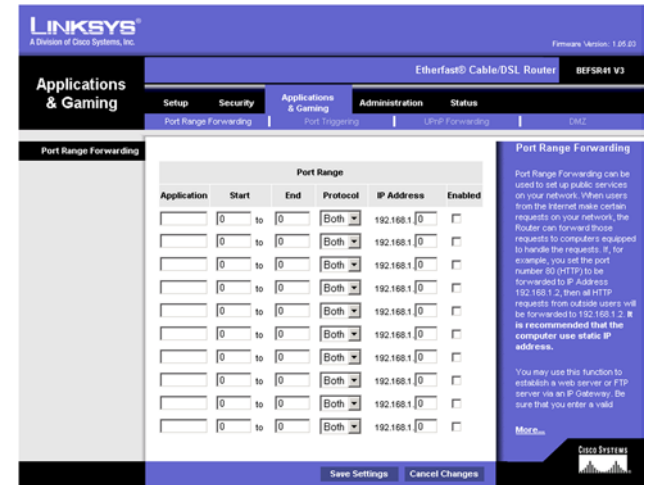 LINKSYS®
A Division of Cisco Systems, Inc.
Firmware Version: 1.05.03
Etherfast® Cable/DSL Router BEFSR41 V3
Applications & Gaming
Setup Security Applications & Gaming Administration Status
Port Range Forwarding Port Triggering UPnP Forwarding DMZ
Port Range Forwarding
Port Range
Application Start End Protocol IP Address Enabled
0 to 0 Both 192.168.1.0
0 to 0 Both 192.168.1.0
0 to 0 Both 192.168.1.0
0 to 0 Both 192.168.1.0
0 to 0 Both 192.168.1.0
0 to 0 Both 192.168.1.0
0 to 0 Both 192.168.1.0
0 to 0 Both 192.168.1.0
0 to 0 Both 192.168.1.0
0 to 0 Both 192.168.1.0
Port Range Forwarding
Port Range Forwarding can be
used to set up public services
on your network. When users
from the Internet make certain
requests on your network, the
Router can forward those
requests to computers equipped
to handle the requests. If, for
example, you set the port
number 80 (HTTP) to be
forwarded to IP Address
192.168.1.2, then all HTTP
requests from outside users will
be forwarded to 192.168.1.2. It
is recommended that the
computer use static IP
address.
You may use this function to
establish a web server or FTP
server via an IP Gateway. Be
sure that you enter a valid
More...
Save Settings Cancel Changes
CISCO SYSTEMS